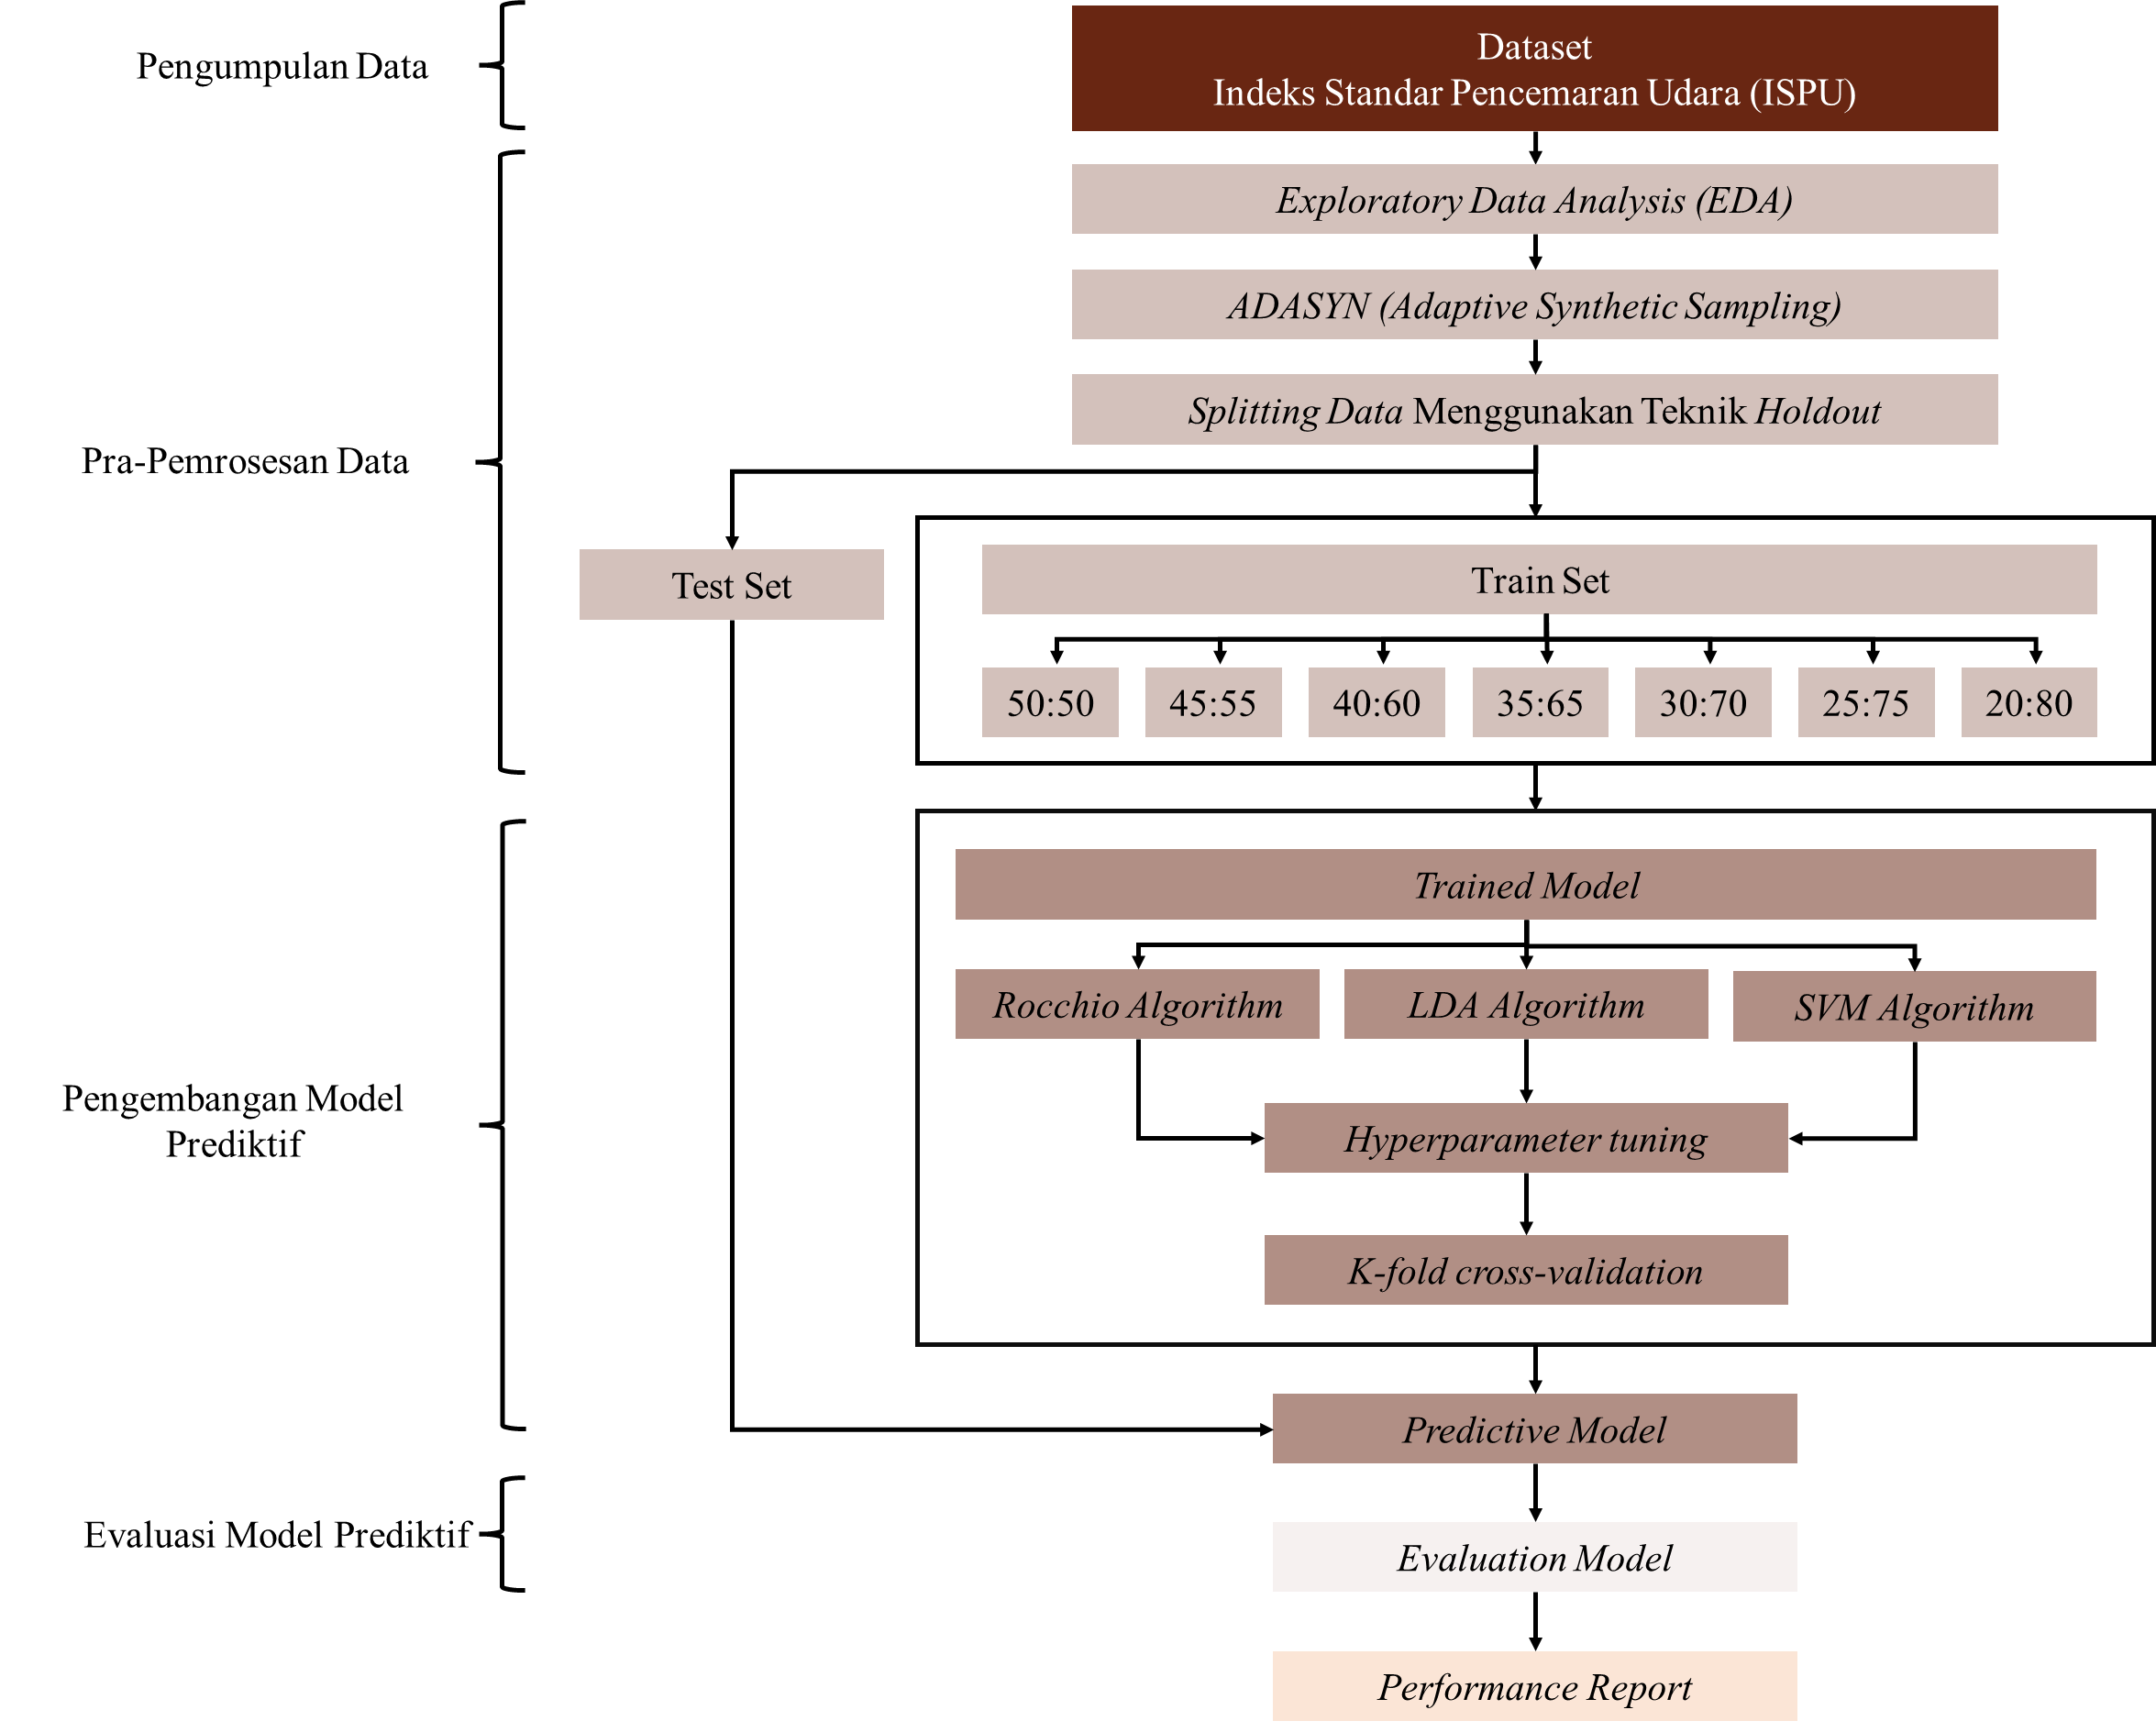 Pengumpulan Data
Dataset
Indeks Standar Pencemaran Udara (ISPU)
Exploratory Data Analysis (EDA)
ADASYN (Adaptive Synthetic Sampling)
Splitting Data Menggunakan Teknik Holdout
Pra-Pemrosesan Data
Test Set
Train Set
50:50
45:55
40:60
35:65
30:70
25:75
20:80
Pengembangan Model
Prediktif
Trained Model
Rocchio Algorithm
LDA Algorithm
SVM Algorithm
Hyperparameter tuning
K-fold cross-validation
Predictive Model
Evaluasi Model Prediktif
Evaluation Model
Performance Report